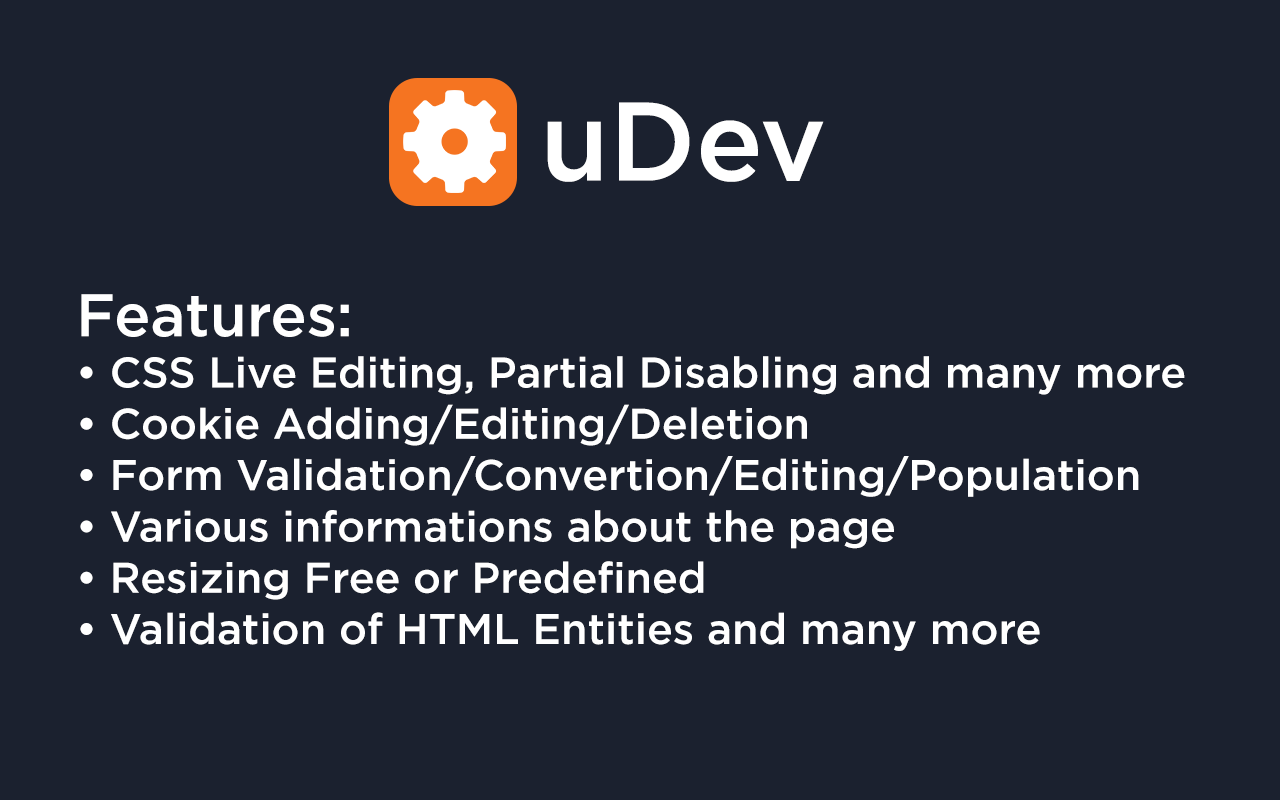 uDev
Features:
• CSS Live Editing, Partial Disabling and many more
• Cookie Adding/Editing/Deletion
• Form Validation/Convertion/Editing/Population
• Various informations about the page
• Resizing Free or Predefined
• Validation of HTML Entities and many more